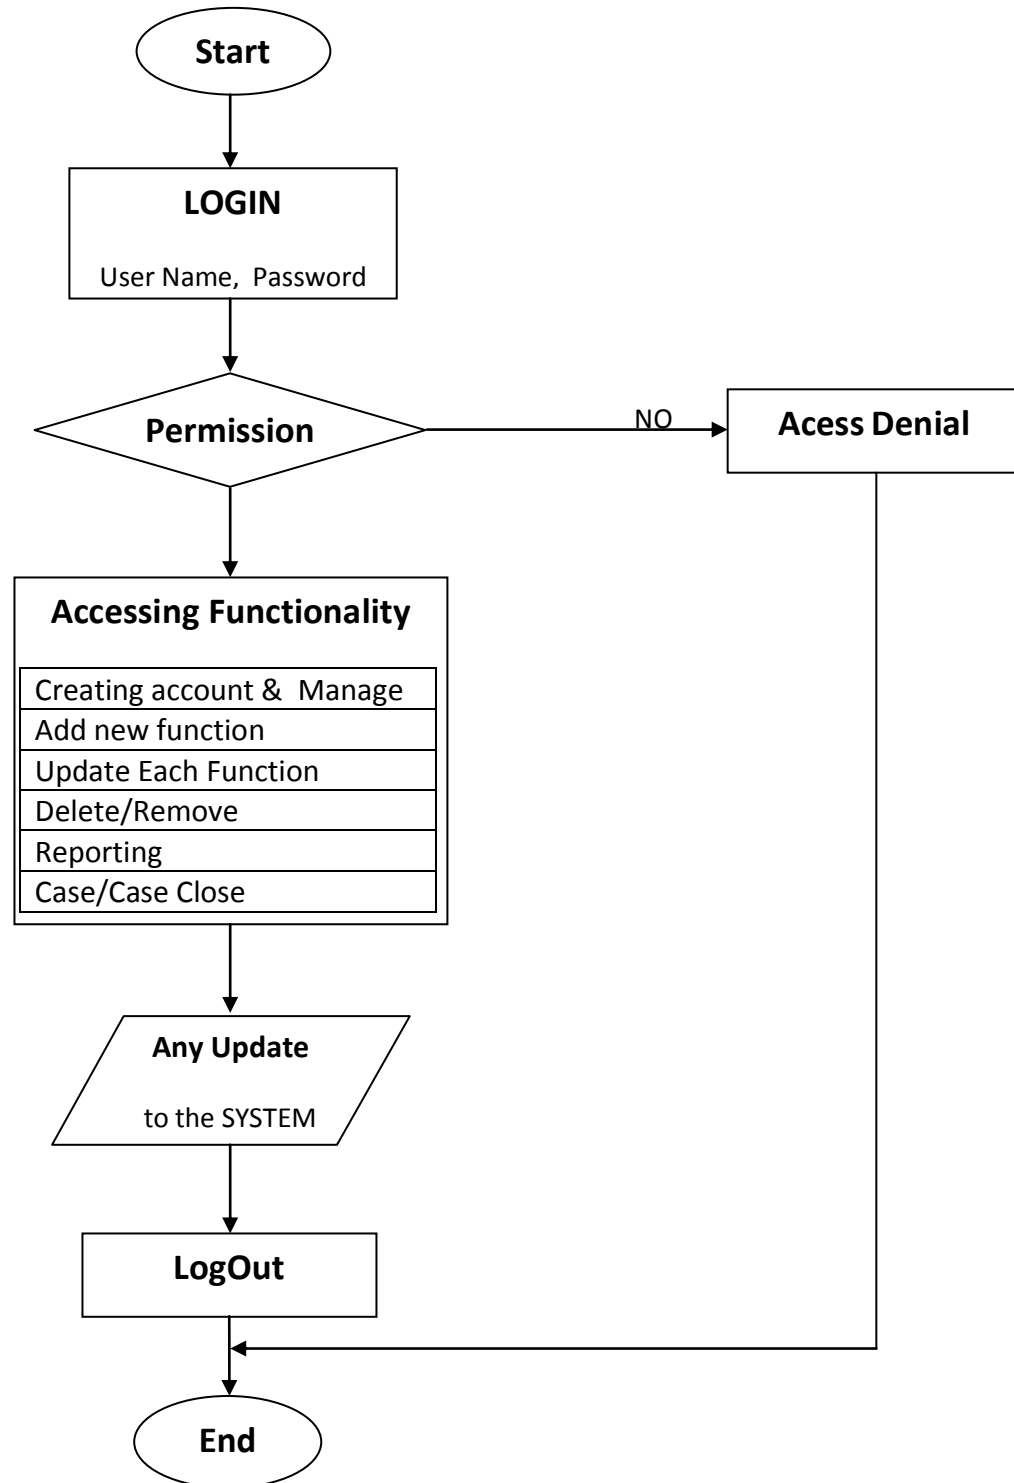 Start
LOGIN
User Name, Password
Permission
NO
Acess Denial
Accessing Functionality
Creating account & Manage
Add new function
Update Each Function
Delete/Remove
Reporting
Case/Case Close
Any Update
to the SYSTEM
LogOut
End